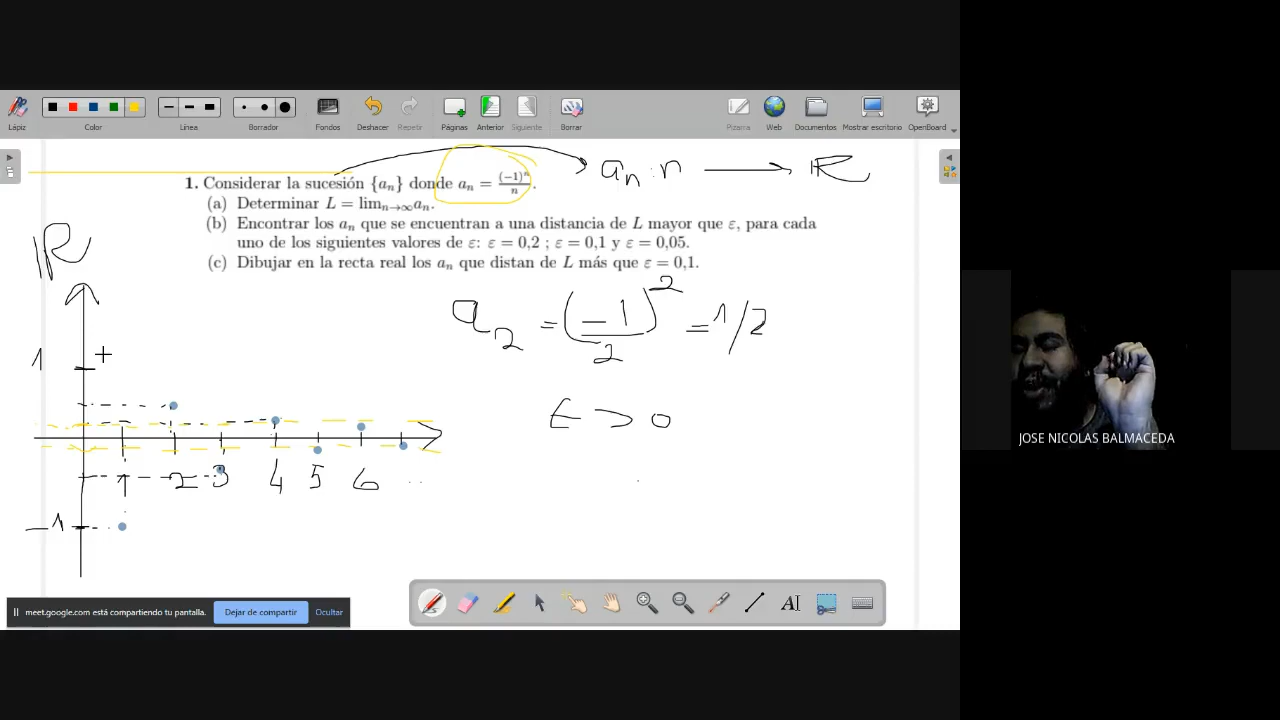 Lápiz Color Línea Borrador Fondos Deshacer Repetir Páginas Anterior Siguiente Borrar Pizarra Web Documentos Mostrar escritorio OpenBoard
aₙ : n → ℝ
1. Considerar la sucesión {aₙ} donde aₙ = (-1)ⁿ/n.
(a) Determinar L = limₙ→∞ aₙ.
(b) Encontrar los aₙ que se encuentran a una distancia de L mayor que ε, para cada
uno de los siguientes valores de ε: ε = 0,2 ; ε = 0,1 y ε = 0,05.
(c) Dibujar en la recta real los aₙ que distan de L más que ε = 0,1.
ℝ
a₂ = (-1/2)² = 1/2
1
+
ε > 0
1 2 3 4 5 6 ...
-1
JOSE NICOLAS BALMACEDA
meet.google.com está compartiendo tu pantalla. Dejar de compartir Ocultar
AI